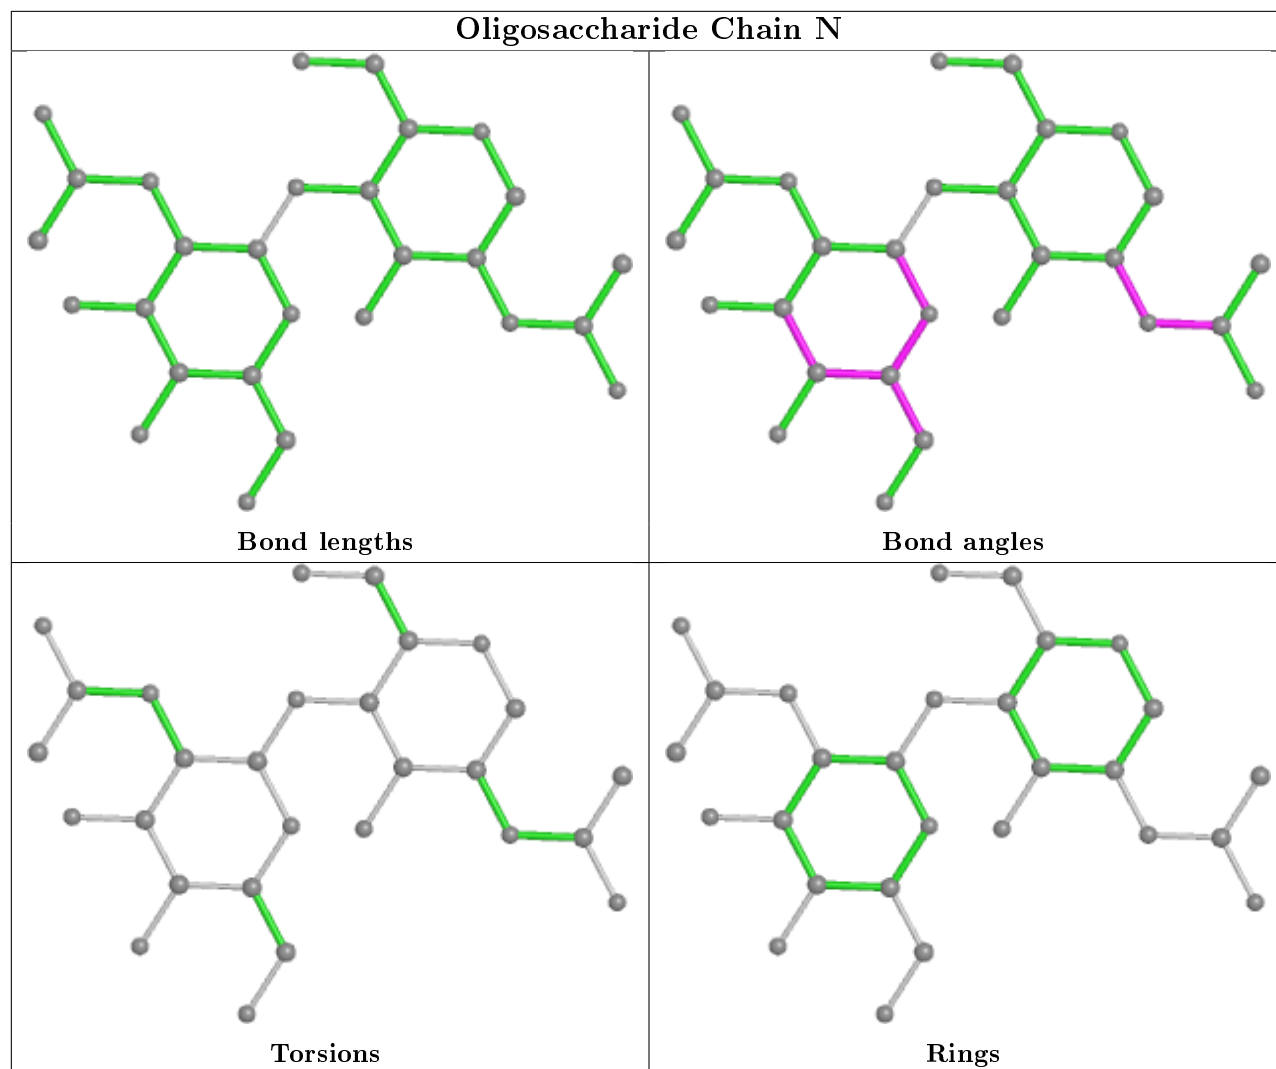 Oligosaccharide Chain N
Bond lengths
Bond angles
Torsions
Rings